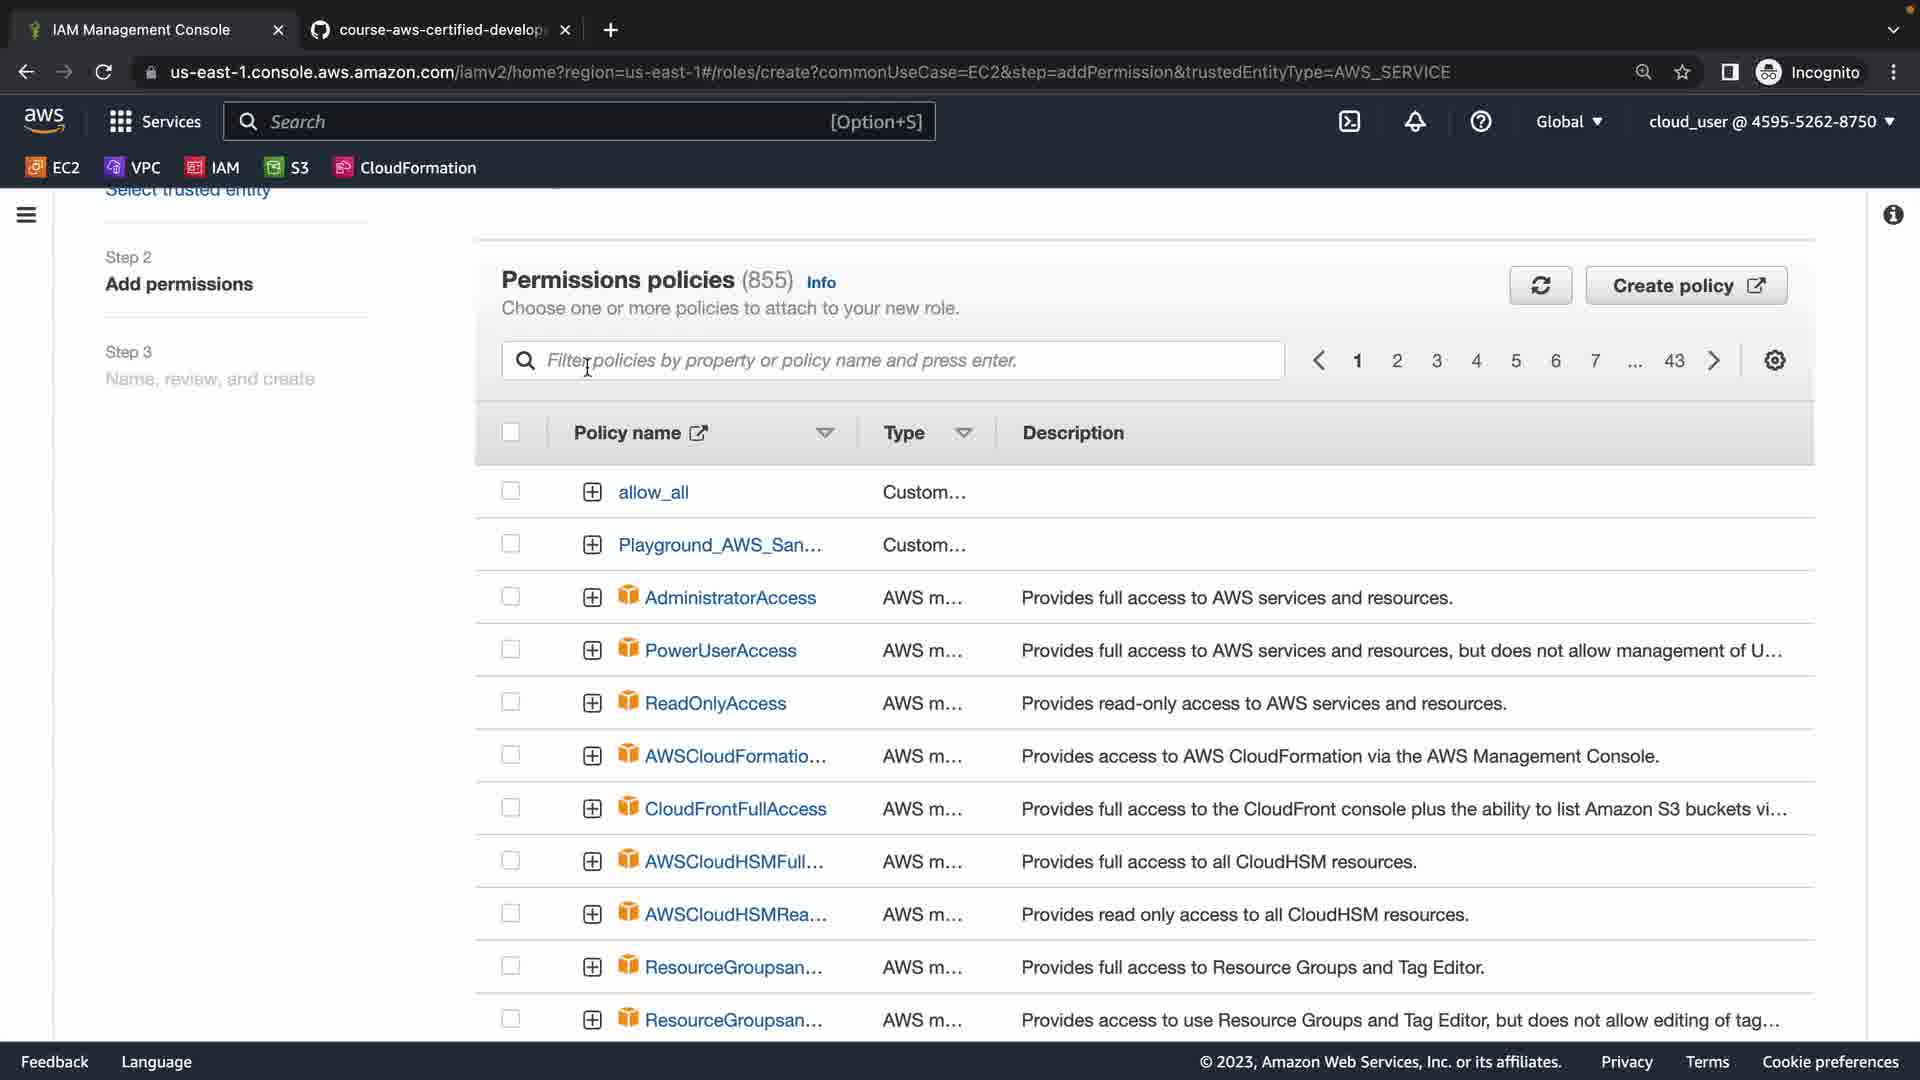 IAM Management Console
course-aws-certified-develop
us-east-1.console.aws.amazon.com/iamv2/home?region=us-east-1#/roles/create?commonUseCase=EC2&step=addPermission&trustedEntityType=AWS_SERVICE
Incognito
aws
Services
Search
[Option+S]
Global
cloud_user @ 4595-5262-8750
EC2
VPC
IAM
S3
CloudFormation
Select trusted entity
Step 2
Add permissions
Step 3
Name, review, and create
Permissions policies (855) Info
Choose one or more policies to attach to your new role.
Create policy
Filter policies by property or policy name and press enter.
1 2 3 4 5 6 7 ... 43
Policy name Type Description
allow_all Custom...
Playground_AWS_San... Custom...
AdministratorAccess AWS m... Provides full access to AWS services and resources.
PowerUserAccess AWS m... Provides full access to AWS services and resources, but does not allow management of U...
ReadOnlyAccess AWS m... Provides read-only access to AWS services and resources.
AWSCloudFormatio... AWS m... Provides access to AWS CloudFormation via the AWS Management Console.
CloudFrontFullAccess AWS m... Provides full access to the CloudFront console plus the ability to list Amazon S3 buckets vi...
AWSCloudHSMFull... AWS m... Provides full access to all CloudHSM resources.
AWSCloudHSMRea... AWS m... Provides read only access to all CloudHSM resources.
ResourceGroupsan... AWS m... Provides full access to Resource Groups and Tag Editor.
ResourceGroupsan... AWS m... Provides access to use Resource Groups and Tag Editor, but does not allow editing of tag...
Feedback Language © 2023, Amazon Web Services, Inc. or its affiliates. Privacy Terms Cookie preferences